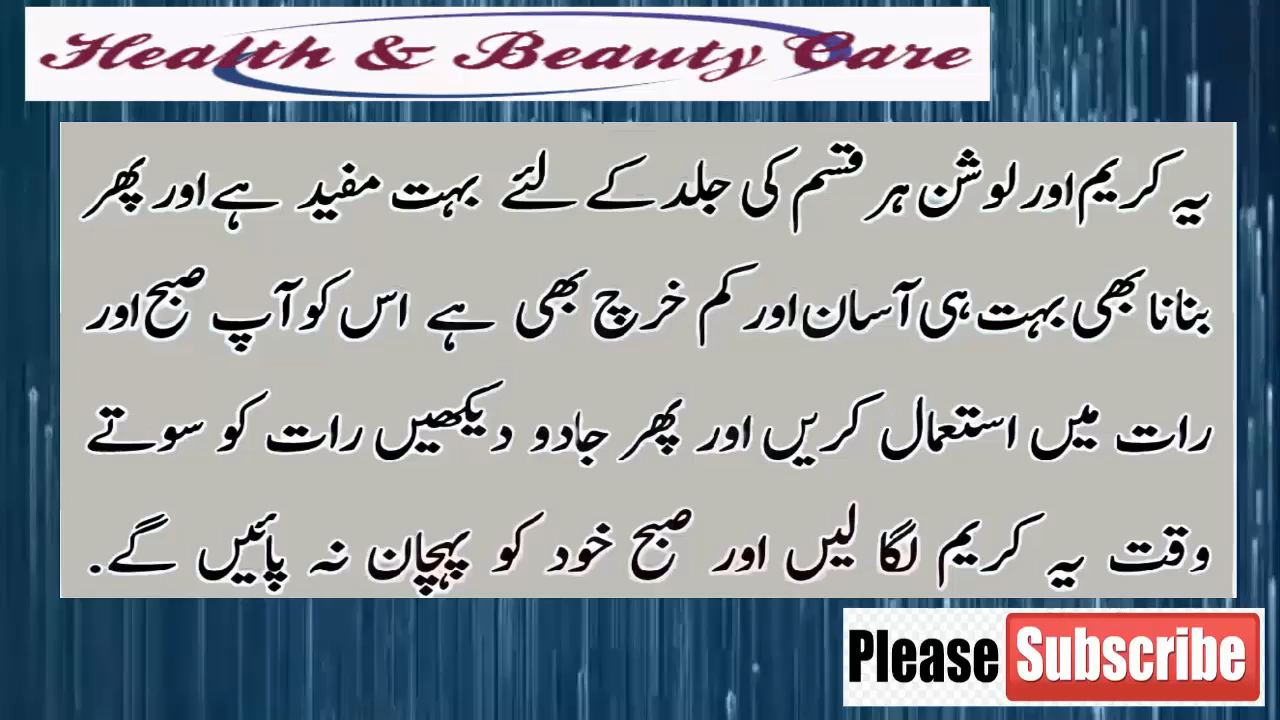 Health & Beauty Care
یہ کریم اور لوشن ہر قسم کی جلد کے لئے بہت مفید ہے اور پھر
بنانا بھی بہت ہی آسان اور کم خرچ بھی ہے اس کو آپ صبح اور
رات میں استعمال کریں اور پھر جادو دیکھیں رات کو سوتے
وقت یہ کریم لگا لیں اور صبح خود کو پہچان نہ پائیں گے.
Please Subscribe